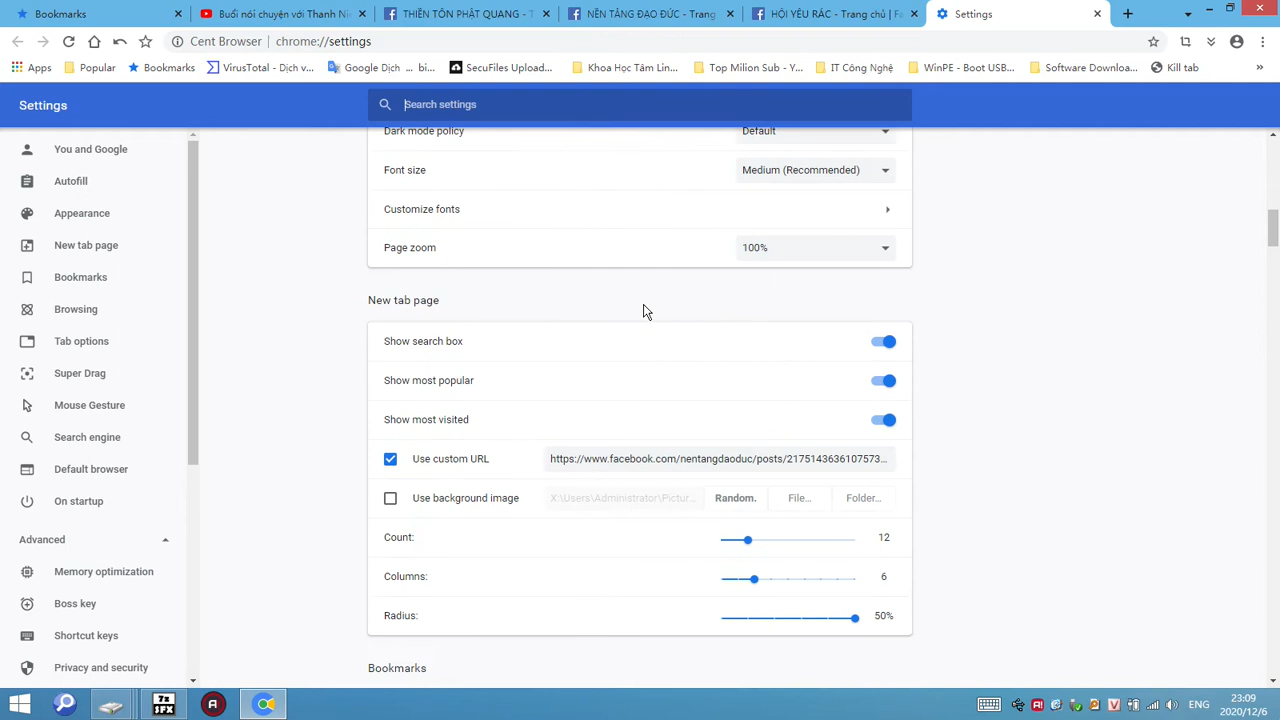 Bookmarks
Buổi nói chuyện với Thanh Ni
THIỀN TÔN PHẬT QUANG - T
NỀN TẢNG ĐẠO ĐỨC - Trang
HỘI YÊU RÁC - Trang chủ | Fa
Settings
Cent Browser
chrome://settings
Apps
Popular
Bookmarks
VirusTotal - Dịch v...
Google Dịch ... bi...
SecuFiles Upload...
Khoa Học Tâm Lin...
Top Milion Sub - Y...
IT Công Nghệ
WinPE - Boot USB...
Software Downloa...
Kill tab
»
Settings
Search settings
You and Google
Autofill
Appearance
New tab page
Bookmarks
Browsing
Tab options
Super Drag
Mouse Gesture
Search engine
Default browser
On startup
Advanced
Memory optimization
Boss key
Shortcut keys
Privacy and security
Dark mode policy
Default
Font size
Medium (Recommended)
Customize fonts
Page zoom
100%
New tab page
Show search box
Show most popular
Show most visited
Use custom URL
https://www.facebook.com/nentangdaoduc/posts/2175143636107573...
Use background image
X:\Users\Administrator\Pictur...
Random.
File...
Folder...
Count:
12
Columns:
6
Radius:
50%
Bookmarks
7z
SFX
ENG
23:09
2020/12/6